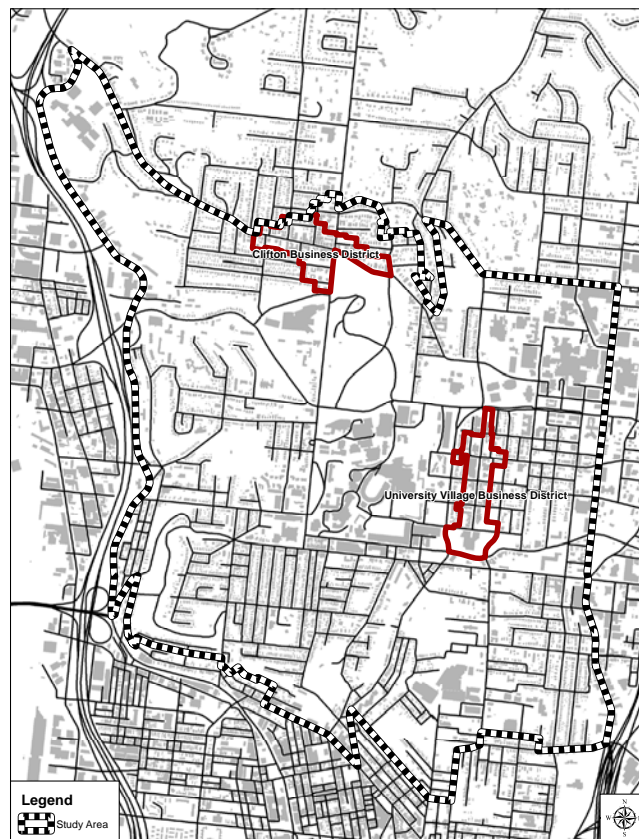 Clifton Business District
University Village Business District
Legend
Study Area
N
W
E
S